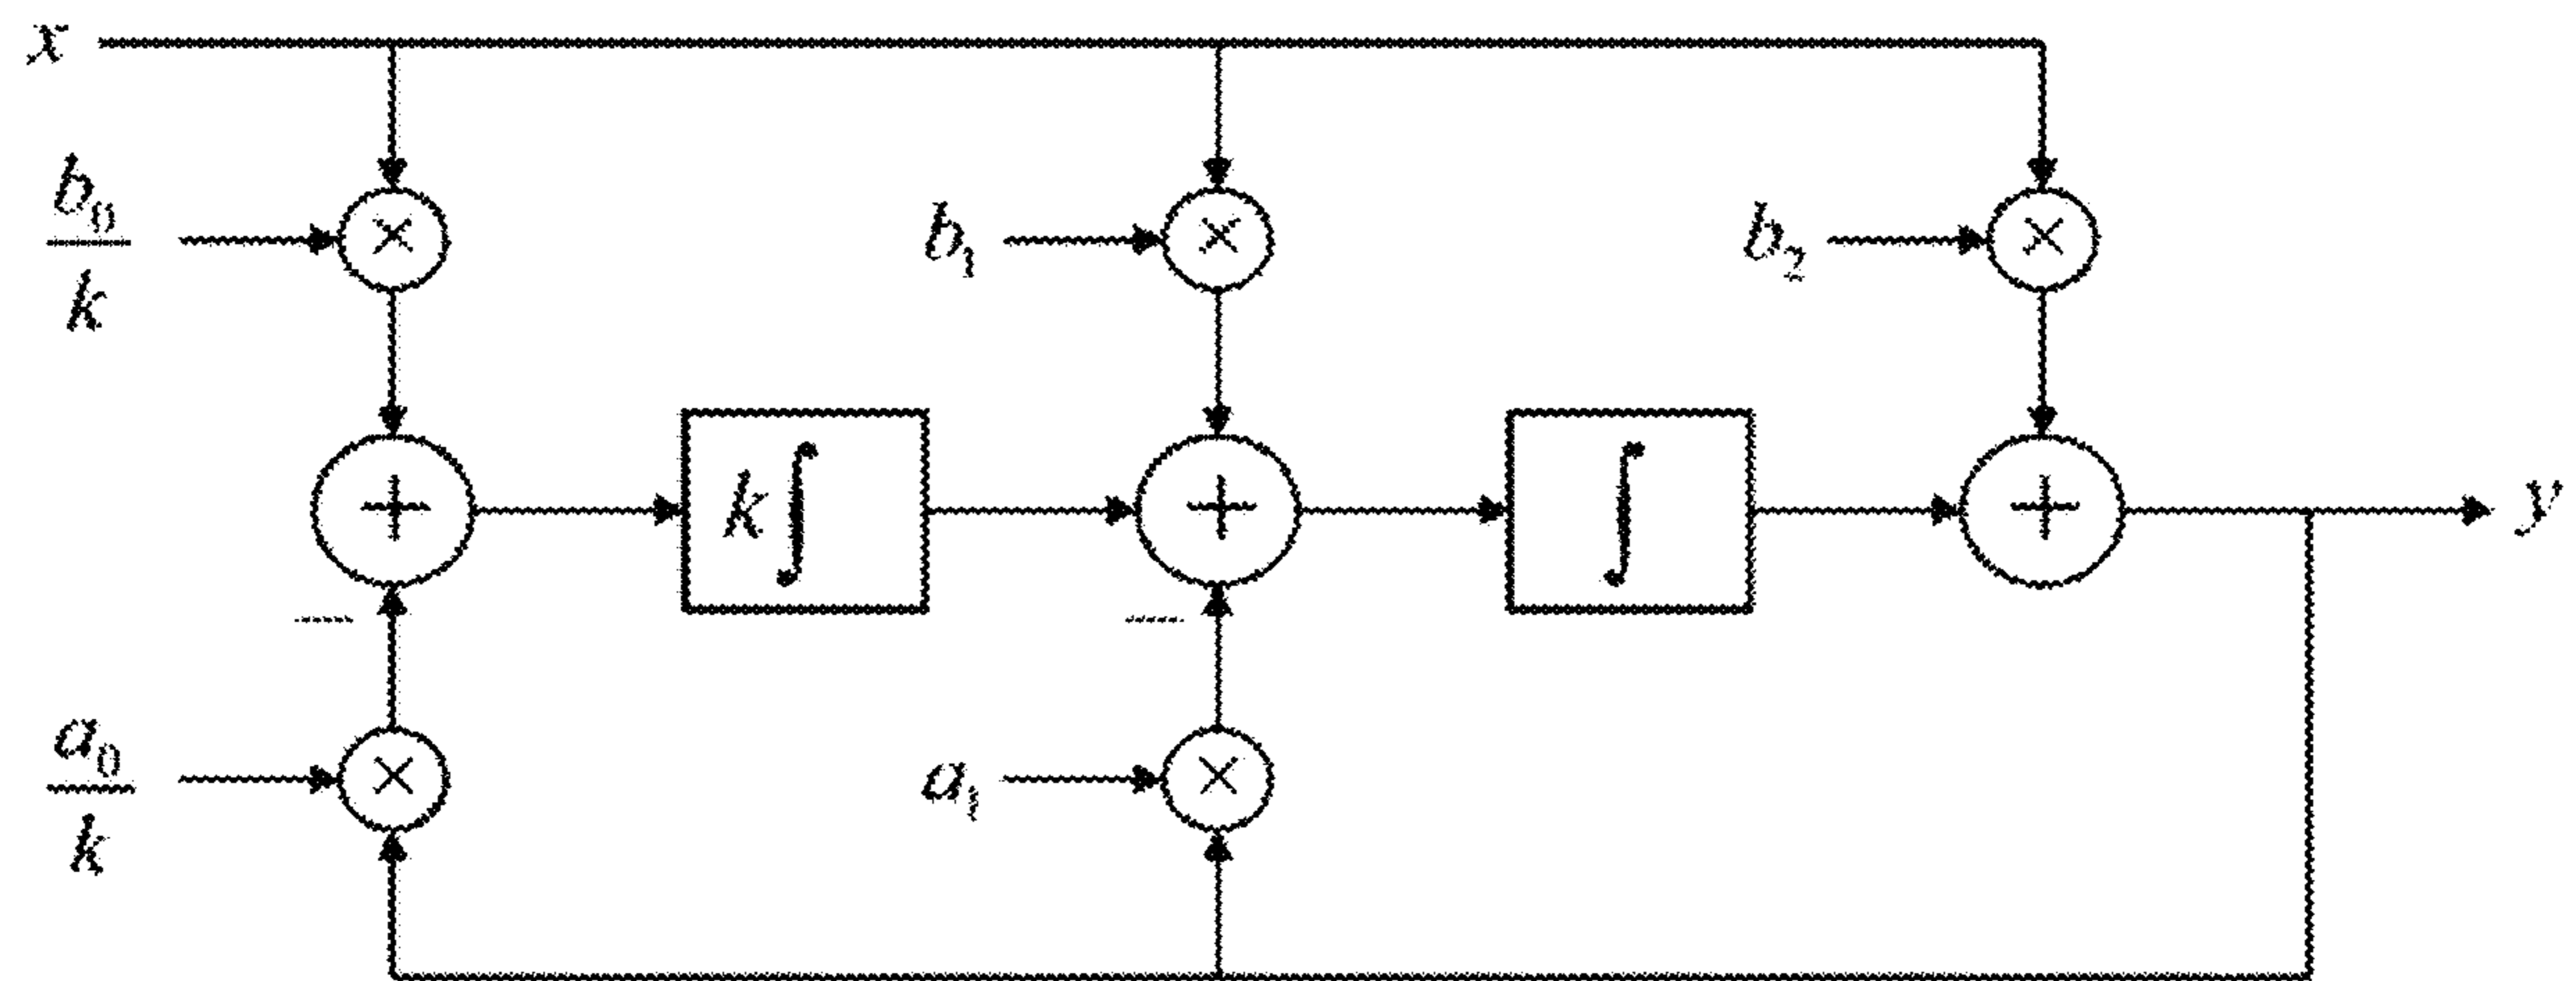 x
b₀/k × b₁ × b₂ ×
+ k∫ + ∫ + y
− −
a₀/k × a₁ ×